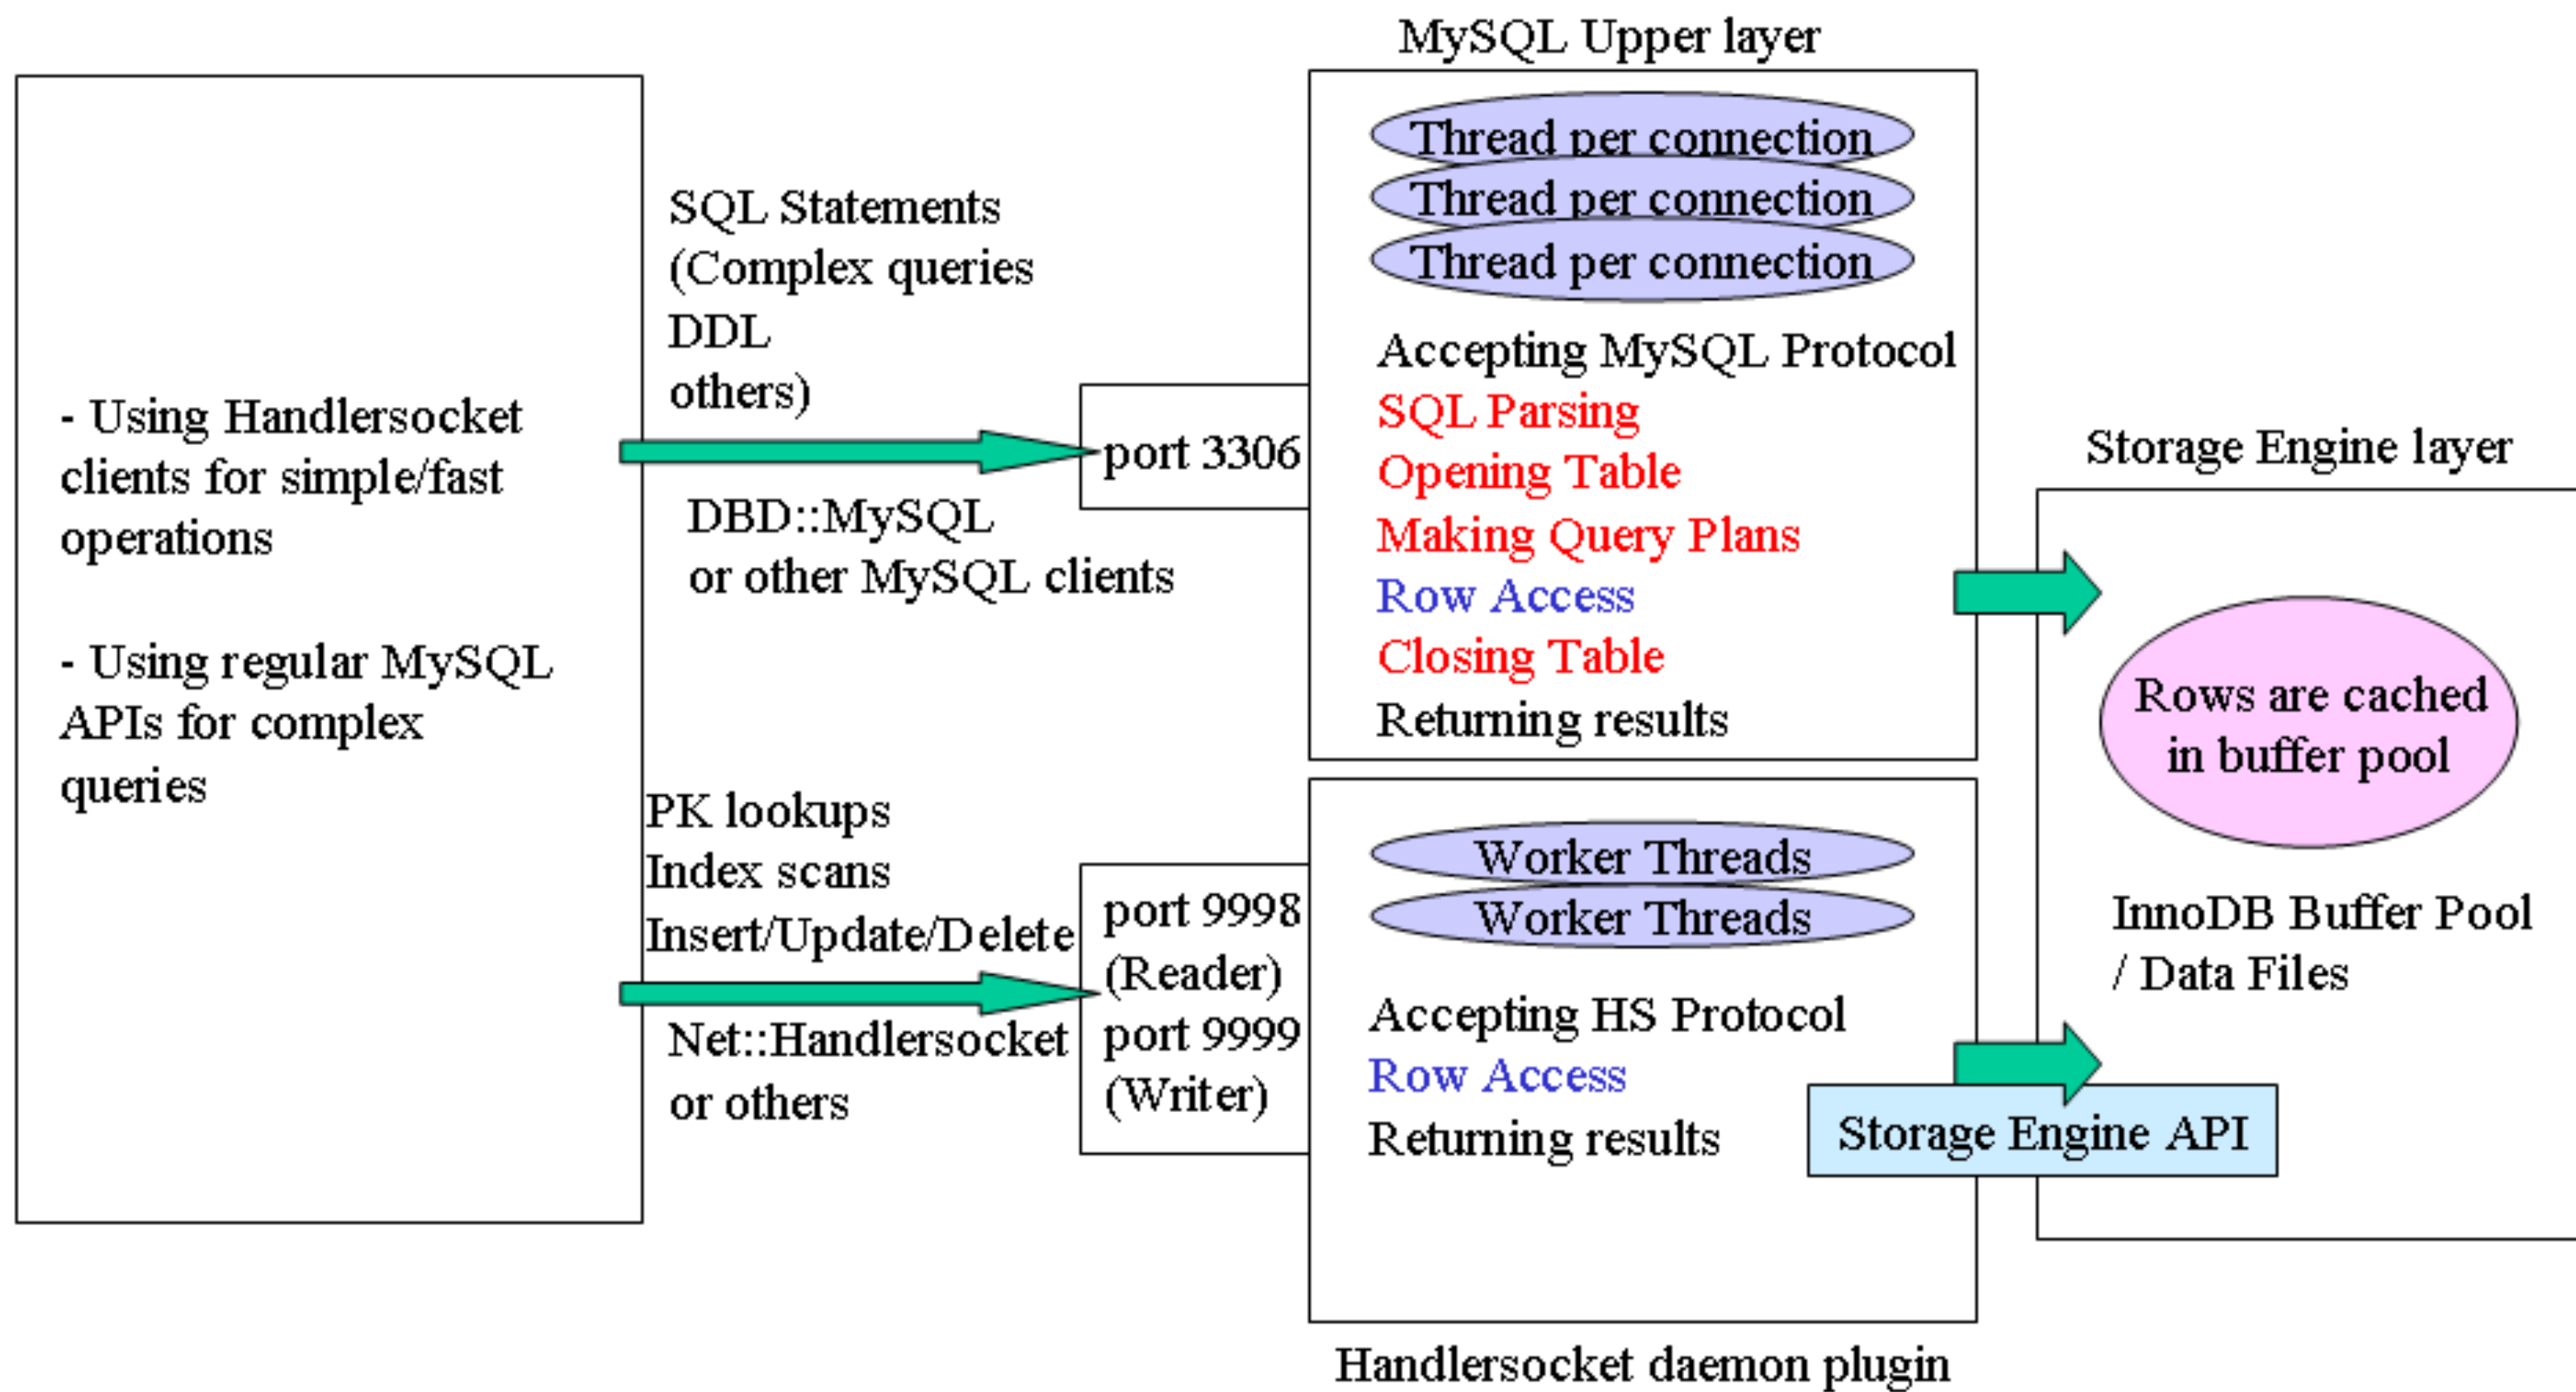 - Using Handlersocket
clients for simple/fast
operations
- Using regular MySQL
APIs for complex
queries
SQL Statements
(Complex queries
DDL
others)
DBD::MySQL
or other MySQL clients
port 3306
PK lookups
Index scans
Insert/Update/Delete
Net::Handlersocket
or others
port 9998
(Reader)
port 9999
(Writer)
MySQL Upper layer
Thread per connection
Thread per connection
Thread per connection
Accepting MySQL Protocol
SQL Parsing
Opening Table
Making Query Plans
Row Access
Closing Table
Returning results
Worker Threads
Worker Threads
Accepting HS Protocol
Row Access
Returning results
Handlersocket daemon plugin
Storage Engine layer
Rows are cached
in buffer pool
InnoDB Buffer Pool
/ Data Files
Storage Engine API